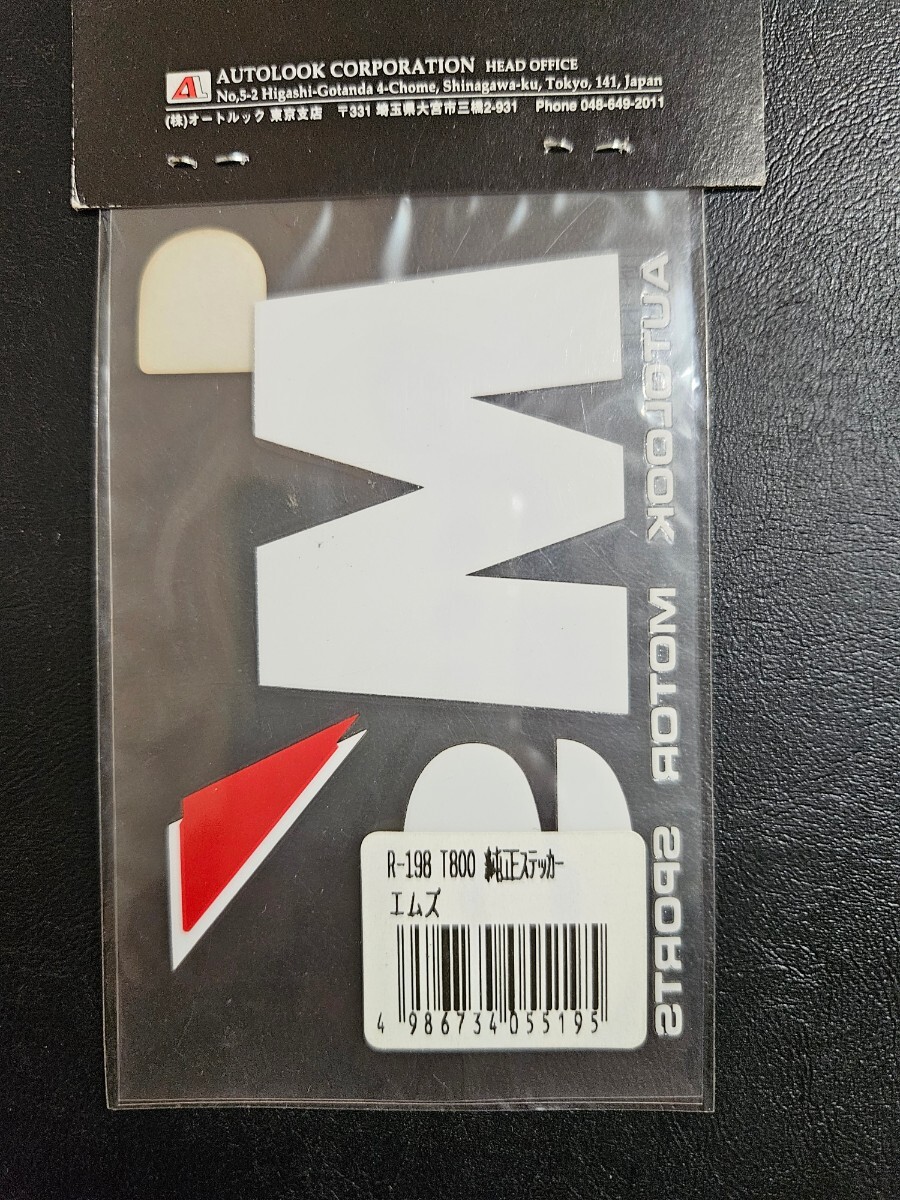 AL AUTOLOOK CORPORATION HEAD OFFICE
No,5-2 Higashi-Gotanda 4-Chome, Shinagawa-ku, Tokyo, 141, Japan
(株)オートルック 東京支店 〒331 埼玉県大宮市三橋2-931 Phone 048-649-2011
M
AUTOLOOK MOTOR SPORTS
R-198 T800 純正ステッカー
エムズ
4 986734 055195